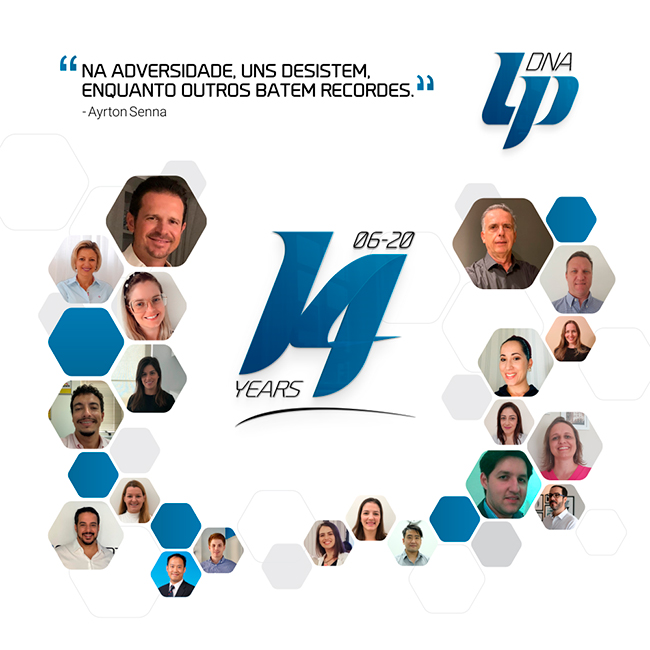 “NA ADVERSIDADE, UNS DESISTEM,
ENQUANTO OUTROS BATEM RECORDES.”
- Ayrton Senna
DNA
LP
06-20
14
YEARS